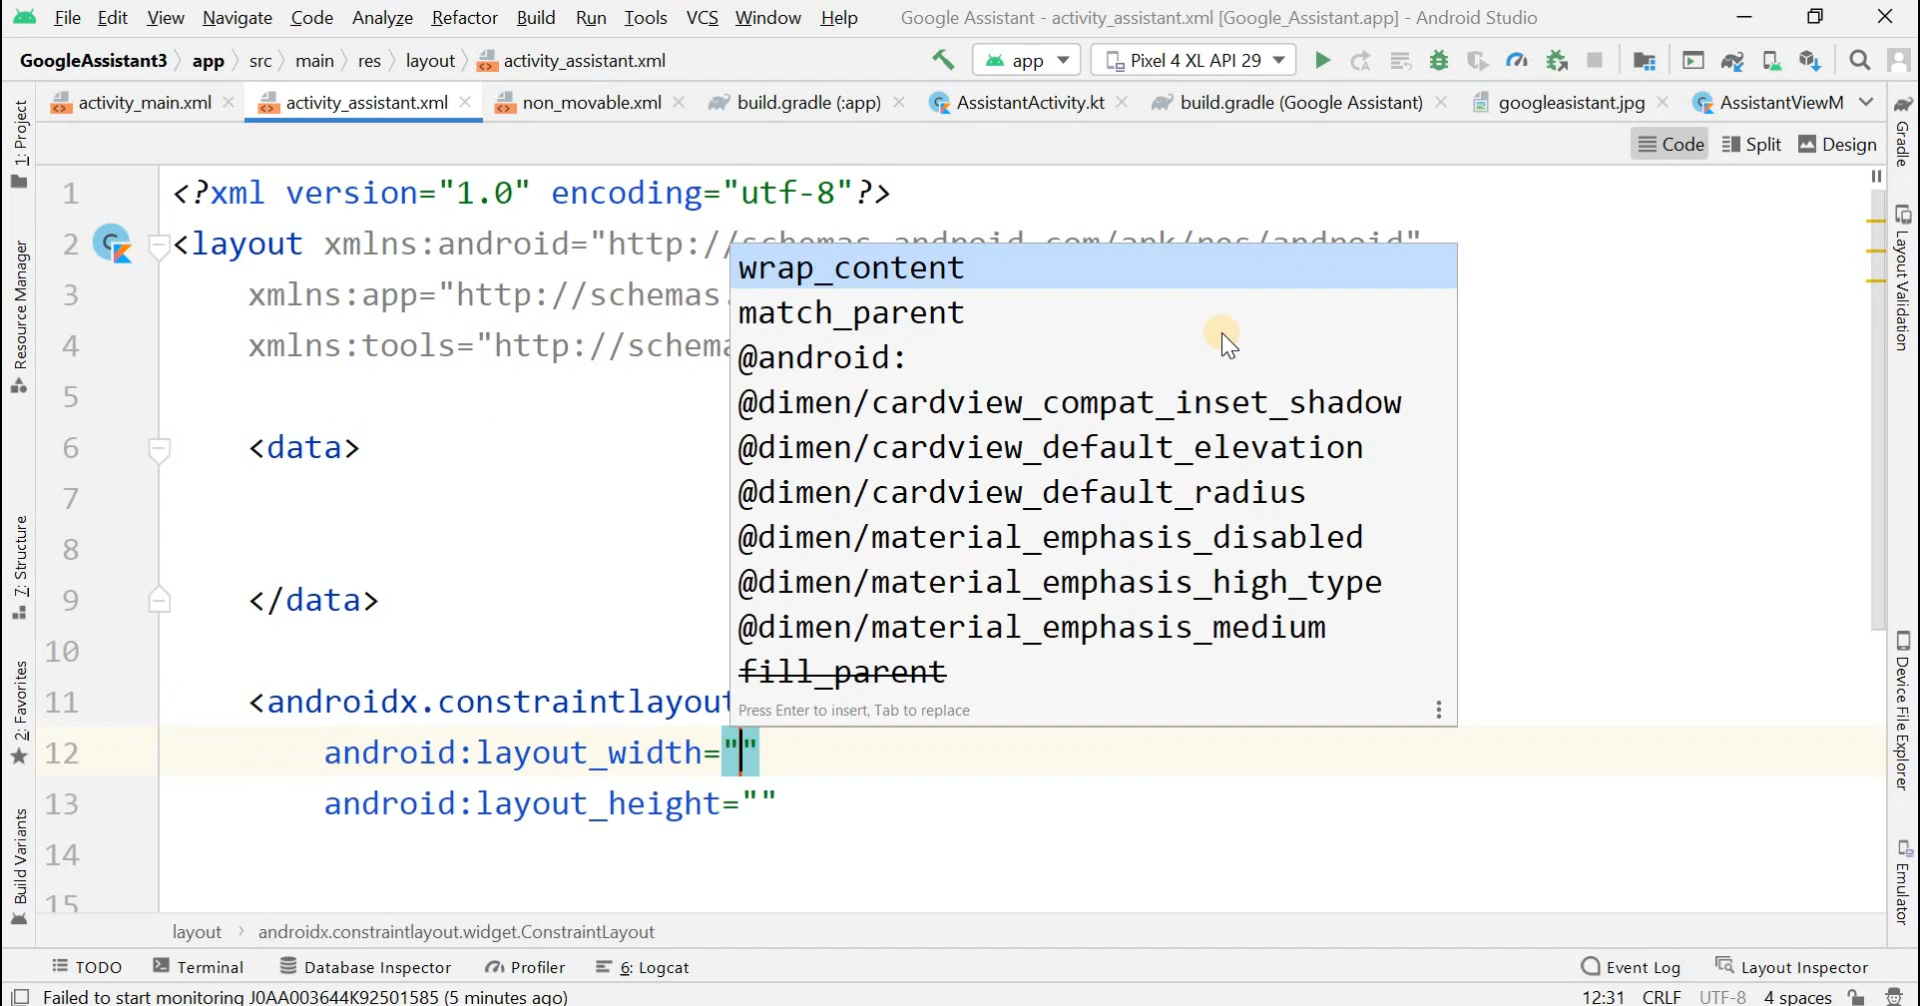 File Edit View Navigate Code Analyze Refactor Build Run Tools VCS Window Help Google Assistant - activity_assistant.xml [Google_Assistant.app] - Android Studio
GoogleAssistant3 app src main res layout activity_assistant.xml app Pixel 4 XL API 29
activity_main.xml activity_assistant.xml non_movable.xml build.gradle (:app) AssistantActivity.kt build.gradle (Google Assistant) googleasistant.jpg AssistantViewM
Code Split Design
1: Project
Resource Manager
7: Structure
2: Favorites
Build Variants
1 <?xml version="1.0" encoding="utf-8"?>
2 <layout xmlns:android="http://schemas.android.com/apk/res/android"
3 xmlns:app="http://schemas.
4 xmlns:tools="http://schema
5
6 <data>
7
8
9 </data>
10
11 <androidx.constraintlayout
12 android:layout_width=""
13 android:layout_height=""
14
15
wrap_content
match_parent
@android:
@dimen/cardview_compat_inset_shadow
@dimen/cardview_default_elevation
@dimen/cardview_default_radius
@dimen/material_emphasis_disabled
@dimen/material_emphasis_high_type
@dimen/material_emphasis_medium
fill_parent
Press Enter to insert, Tab to replace
Gradle
Layout Validation
Device File Explorer
Emulator
layout androidx.constraintlayout.widget.ConstraintLayout
TODO Terminal Database Inspector Profiler 6: Logcat Event Log Layout Inspector
Failed to start monitoring J0AA003644K92501585 (5 minutes ago) 12:31 CRLF UTF-8 4 spaces